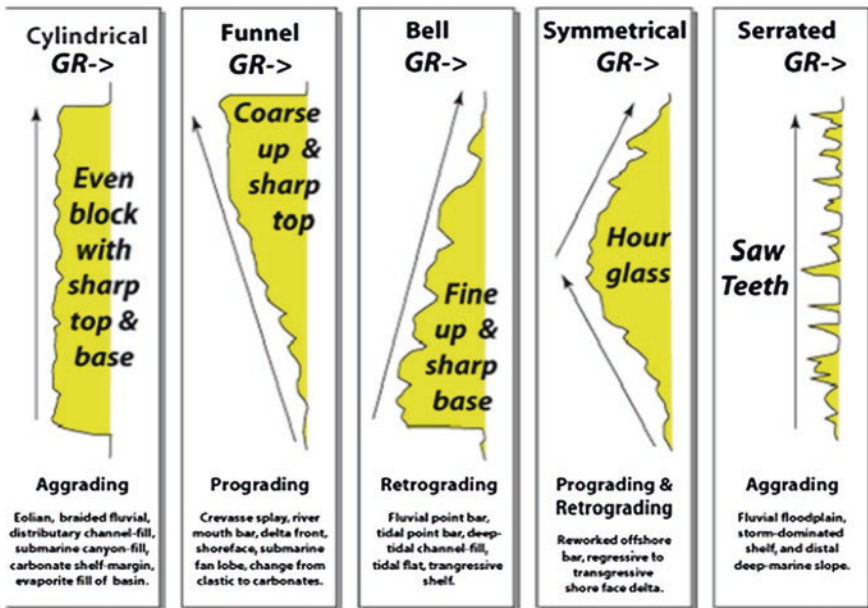 Cylindrical
GR->
Even
block
with
sharp
top &
base
Aggrading
Eolian, braided fluvial,
distributary channel-fill,
submarine canyon-fill,
carbonate shelf-margin,
evaporite fill of basin.
Funnel
GR->
Coarse
up &
sharp
top
Prograding
Crevasse splay, river
mouth bar, delta front,
shoreface, submarine
fan lobe, change from
clastic to carbonates.
Bell
GR->
Fine
up &
sharp
base
Retrograding
Fluvial point bar,
tidal point bar, deep-
tidal channel-fill,
tidal flat, trangressive
shelf.
Symmetrical
GR->
Hour
glass
Prograding &
Retrograding
Reworked offshore
bar, regressive to
transgressive
shore face delta.
Serrated
GR->
Saw
Teeth
Aggrading
Fluvial floodplain,
storm-dominated
shelf, and distal
deep-marine slope.